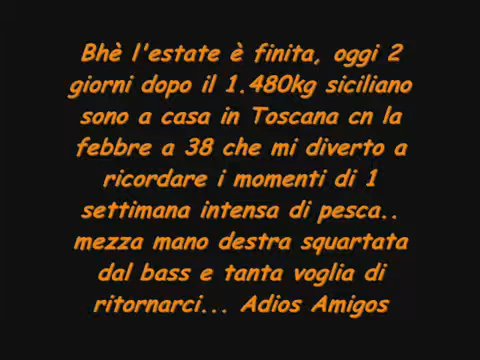 Bhè l'estate è finita, oggi 2
giorni dopo il 1.480kg siciliano
sono a casa in Toscana cn la
febbre a 38 che mi diverto a
ricordare i momenti di 1
settimana intensa di pesca..
mezza mano destra squartata
dal bass e tanta voglia di
ritornarci... Adios Amigos